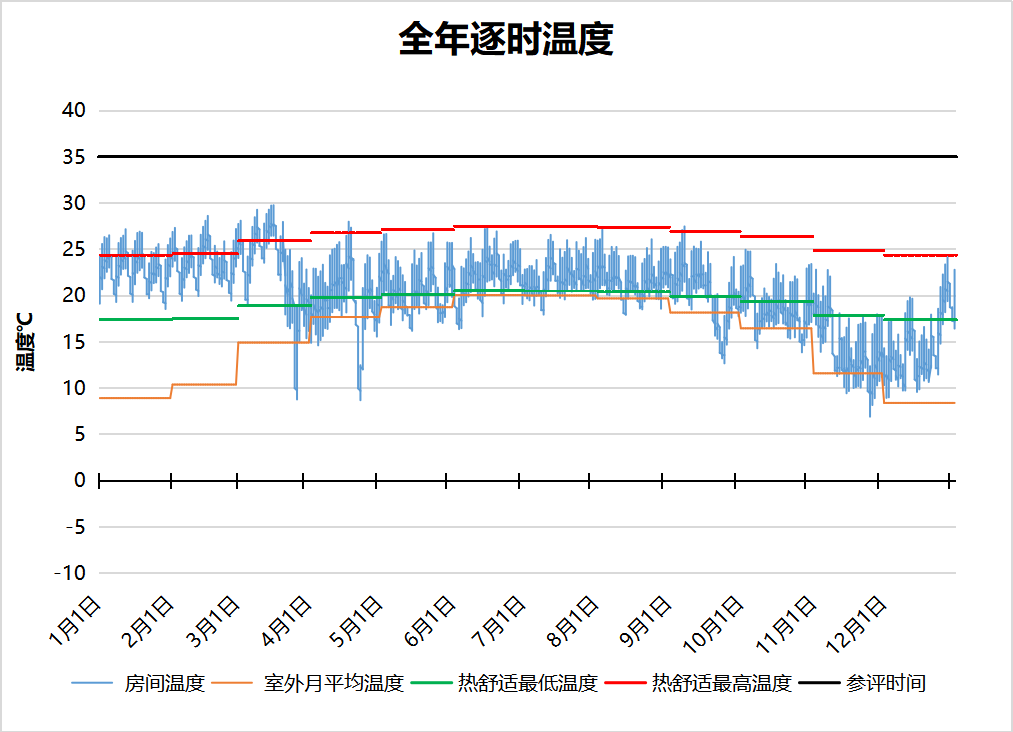 全年逐时温度
40
35
30
25
20
15
10
5
0
-5
-10
温度℃
1月1日
2月1日
3月1日
4月1日
5月1日
6月1日
7月1日
8月1日
9月1日
10月1日
11月1日
12月1日
房间温度 室外月平均温度 热舒适最低温度 热舒适最高温度 参评时间